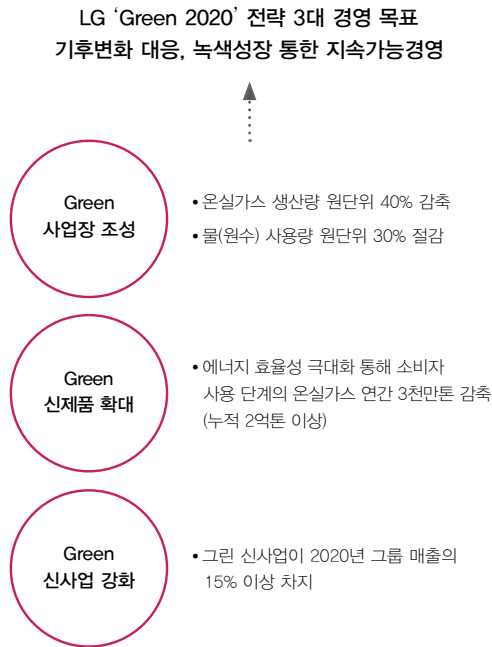 LG ‘Green 2020’ 전략 3대 경영 목표
기후변화 대응, 녹색성장 통한 지속가능경영
Green
사업장 조성
• 온실가스 생산량 원단위 40% 감축
• 물(원수) 사용량 원단위 30% 절감
Green
신제품 확대
• 에너지 효율성 극대화 통해 소비자
사용 단계의 온실가스 연간 3천만톤 감축
(누적 2억톤 이상)
Green
신사업 강화
• 그린 신사업이 2020년 그룹 매출의
15% 이상 차지